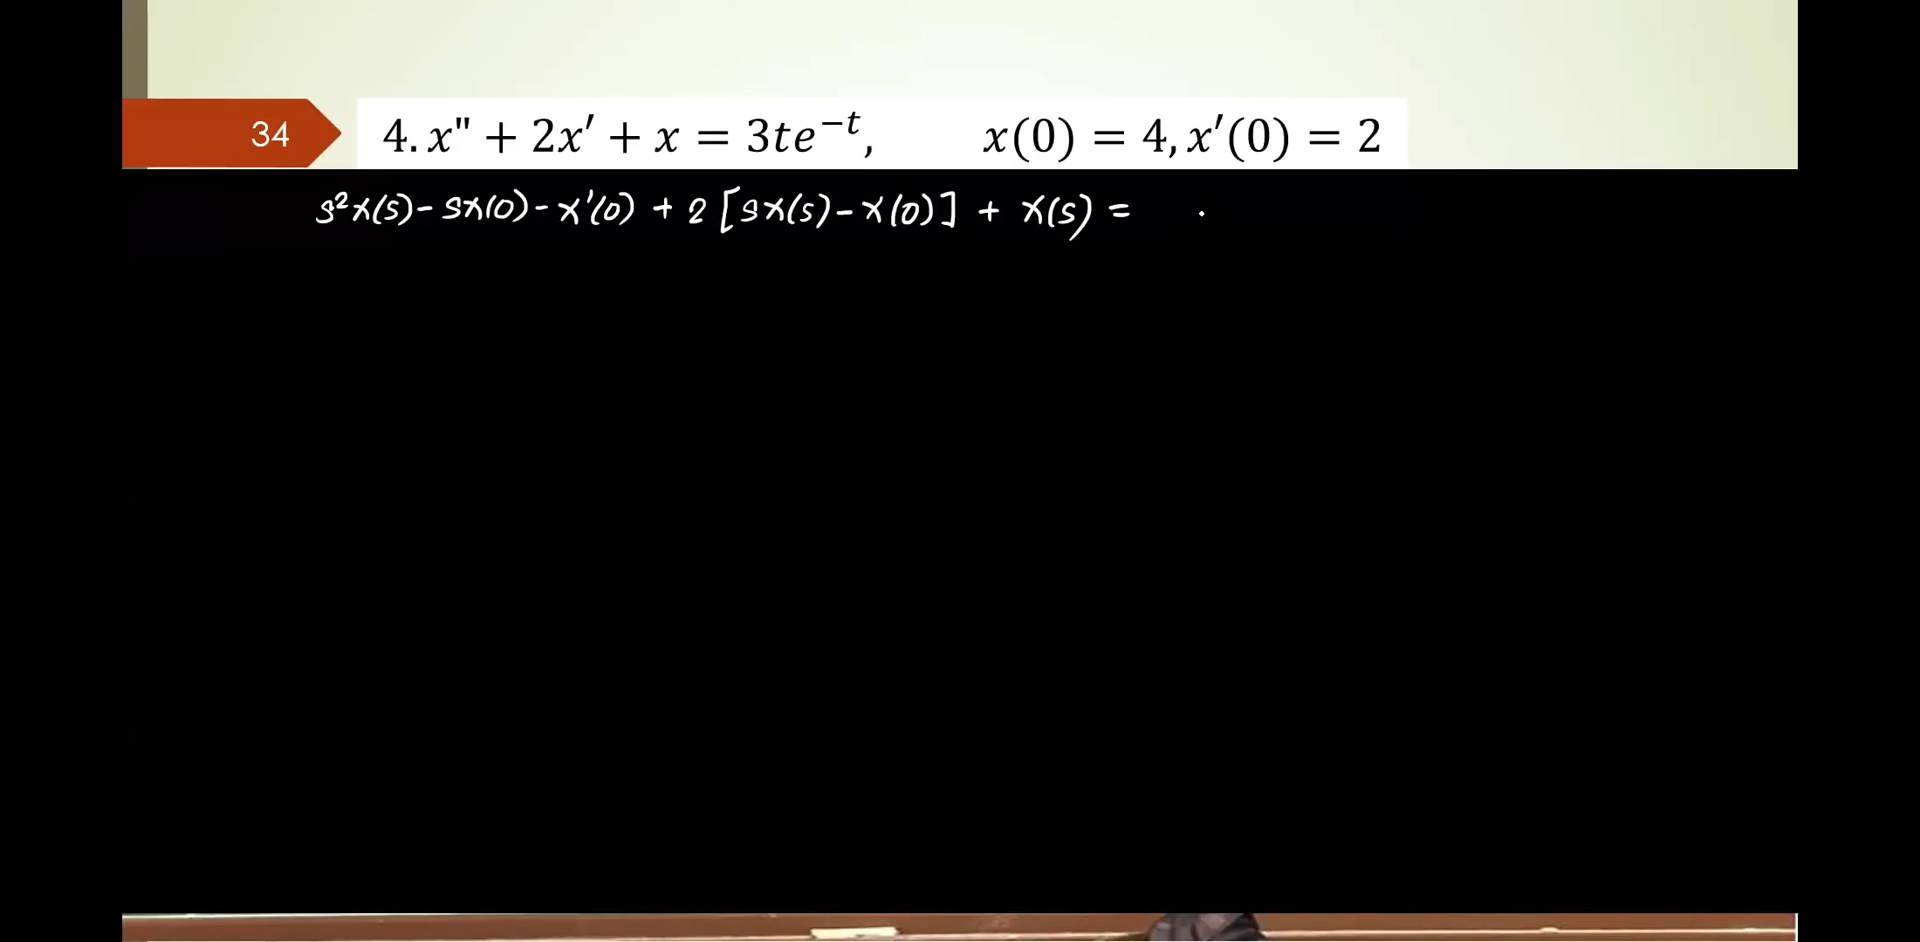 34
4. x" + 2x' + x = 3te⁻ᵗ, x(0) = 4, x'(0) = 2
s²X(s) - sx(0) - x'(0) + 2 [sX(s) - x(0)] + X(s) =